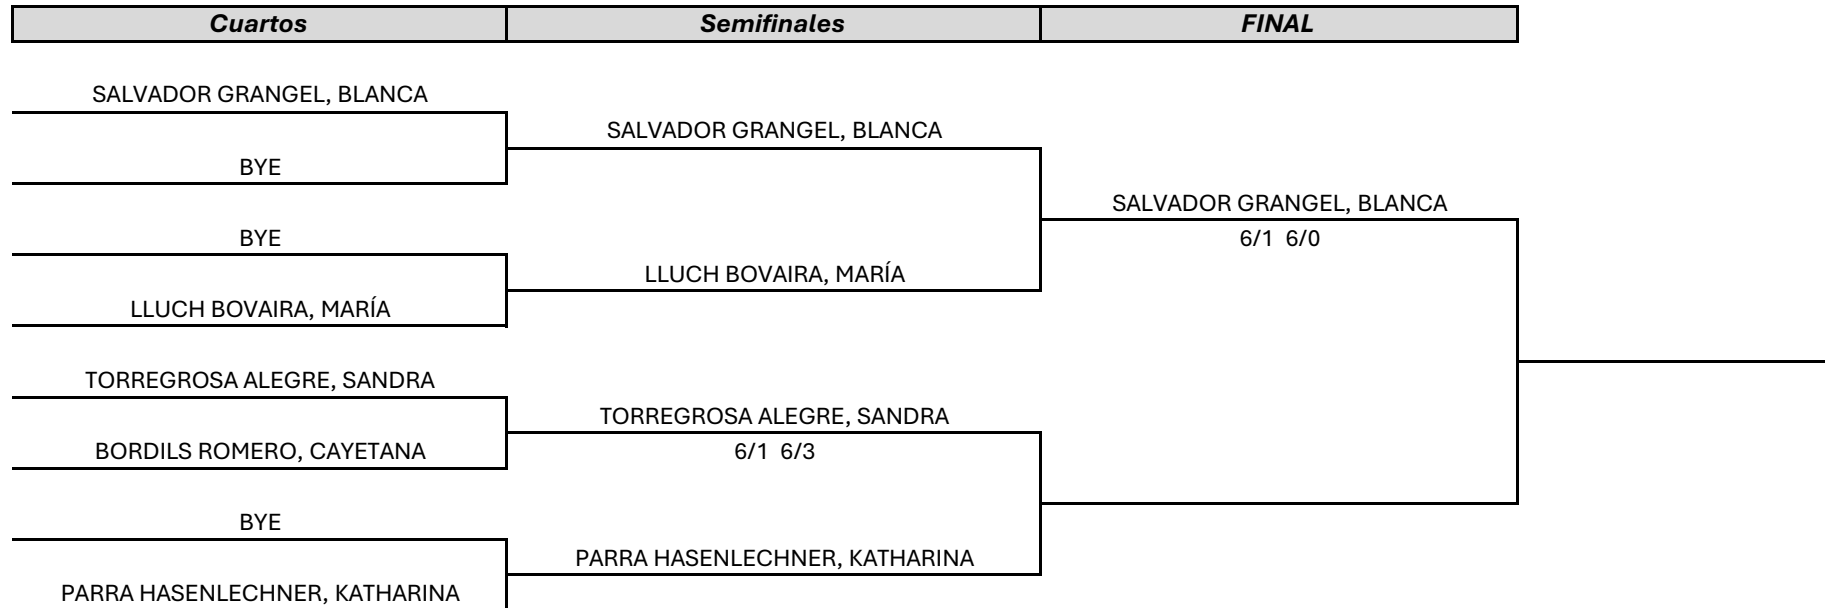 Cuartos Semifinales FINAL
SALVADOR GRANGEL, BLANCA
SALVADOR GRANGEL, BLANCA
BYE
SALVADOR GRANGEL, BLANCA
BYE
6/1 6/0
LLUCH BOVAIRA, MARÍA
LLUCH BOVAIRA, MARÍA
TORREGROSA ALEGRE, SANDRA
TORREGROSA ALEGRE, SANDRA
BORDILS ROMERO, CAYETANA
6/1 6/3
BYE
PARRA HASENLECHNER, KATHARINA
PARRA HASENLECHNER, KATHARINA